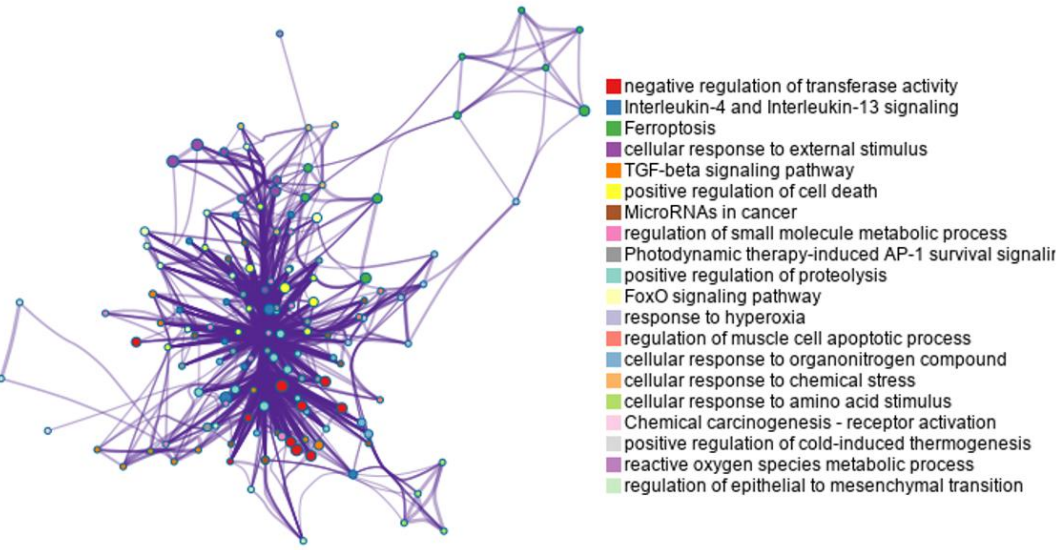 negative regulation of transferase activity
Interleukin-4 and Interleukin-13 signaling
Ferroptosis
cellular response to external stimulus
TGF-beta signaling pathway
positive regulation of cell death
MicroRNAs in cancer
regulation of small molecule metabolic process
Photodynamic therapy-induced AP-1 survival signalir
positive regulation of proteolysis
FoxO signaling pathway
response to hyperoxia
regulation of muscle cell apoptotic process
cellular response to organonitrogen compound
cellular response to chemical stress
cellular response to amino acid stimulus
Chemical carcinogenesis - receptor activation
positive regulation of cold-induced thermogenesis
reactive oxygen species metabolic process
regulation of epithelial to mesenchymal transition